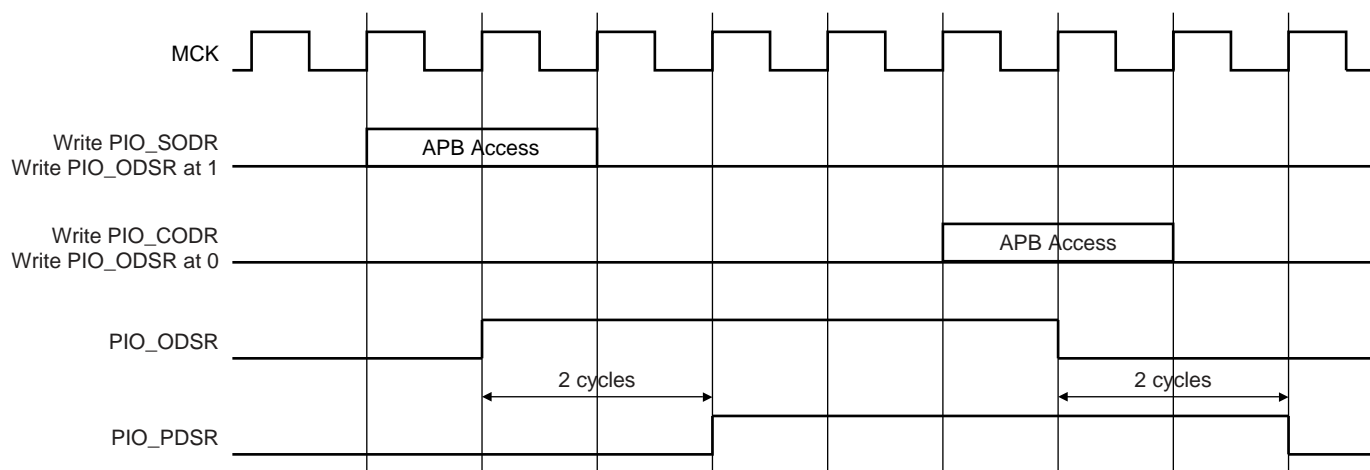 MCK
Write PIO_SODR
Write PIO_ODSR at 1
APB Access
Write PIO_CODR
Write PIO_ODSR at 0
APB Access
PIO_ODSR
2 cycles
2 cycles
PIO_PDSR